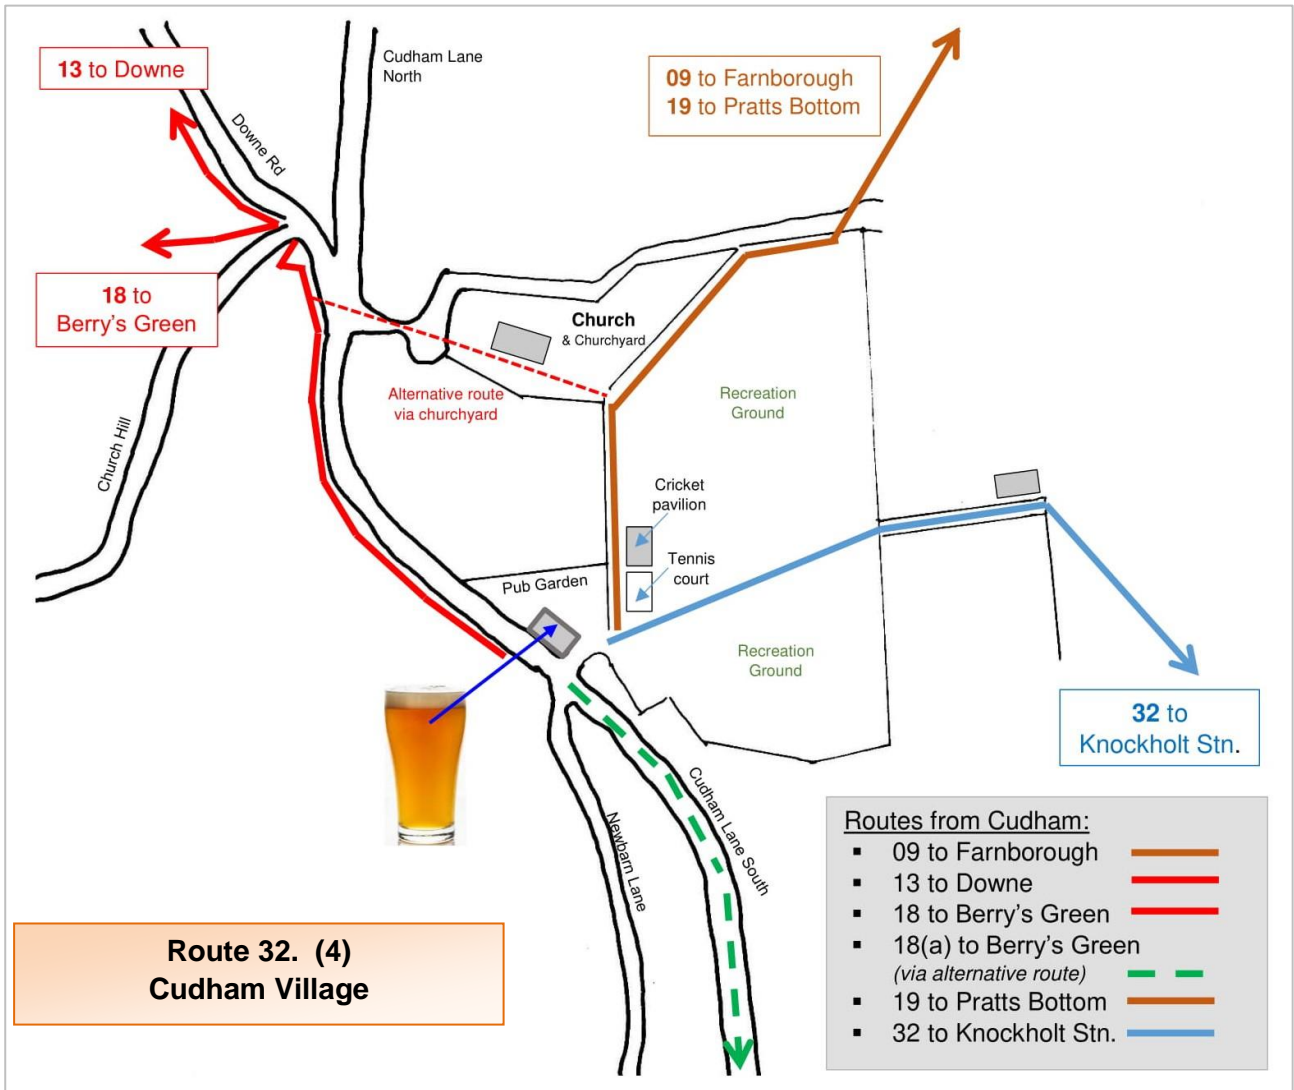 13 to Downe
Cudham Lane
North
09 to Farnborough
19 to Pratts Bottom
Downe Rd
18 to
Berry's Green
Church
& Churchyard
Alternative route
via churchyard
Recreation
Ground
Church Hill
Cricket
pavilion
Tennis
court
Pub Garden
Recreation
Ground
32 to
Knockholt Stn.
Cudham Lane South
Newbarn Lane
Routes from Cudham:
▪ 09 to Farnborough
▪ 13 to Downe
▪ 18 to Berry's Green
▪ 18(a) to Berry's Green
(via alternative route)
▪ 19 to Pratts Bottom
▪ 32 to Knockholt Stn.
Route 32. (4)
Cudham Village